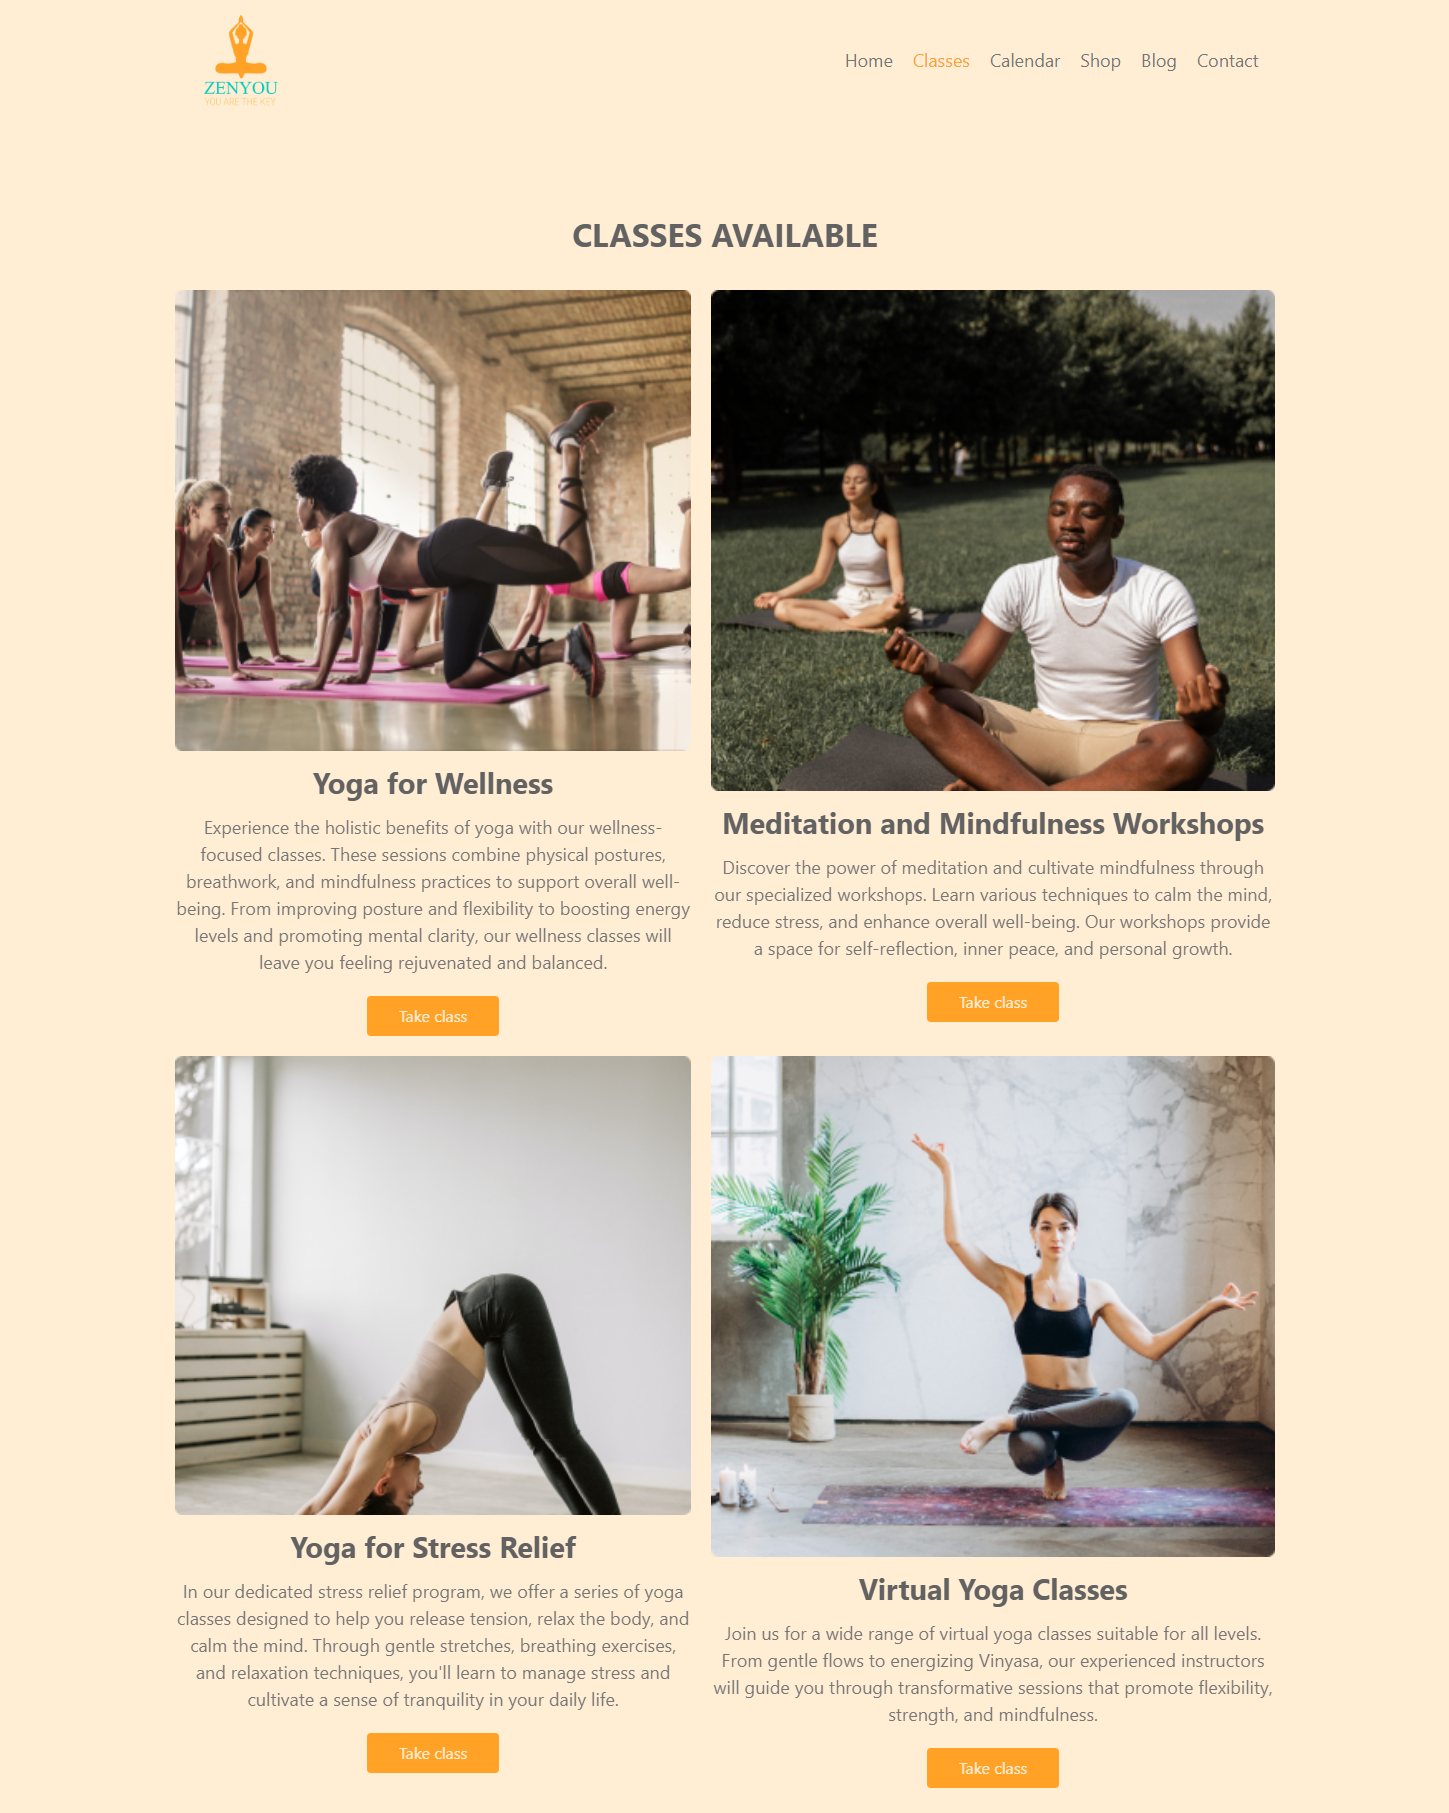 ZENYOU
YOU ARE THE KEY
Home Classes Calendar Shop Blog Contact
CLASSES AVAILABLE
Yoga for Wellness
Experience the holistic benefits of yoga with our wellness-
focused classes. These sessions combine physical postures,
breathwork, and mindfulness practices to support overall well-
being. From improving posture and flexibility to boosting energy
levels and promoting mental clarity, our wellness classes will
leave you feeling rejuvenated and balanced.
Take class
Meditation and Mindfulness Workshops
Discover the power of meditation and cultivate mindfulness through
our specialized workshops. Learn various techniques to calm the mind,
reduce stress, and enhance overall well-being. Our workshops provide
a space for self-reflection, inner peace, and personal growth.
Take class
Yoga for Stress Relief
In our dedicated stress relief program, we offer a series of yoga
classes designed to help you release tension, relax the body, and
calm the mind. Through gentle stretches, breathing exercises,
and relaxation techniques, you'll learn to manage stress and
cultivate a sense of tranquility in your daily life.
Take class
Virtual Yoga Classes
Join us for a wide range of virtual yoga classes suitable for all levels.
From gentle flows to energizing Vinyasa, our experienced instructors
will guide you through transformative sessions that promote flexibility,
strength, and mindfulness.
Take class